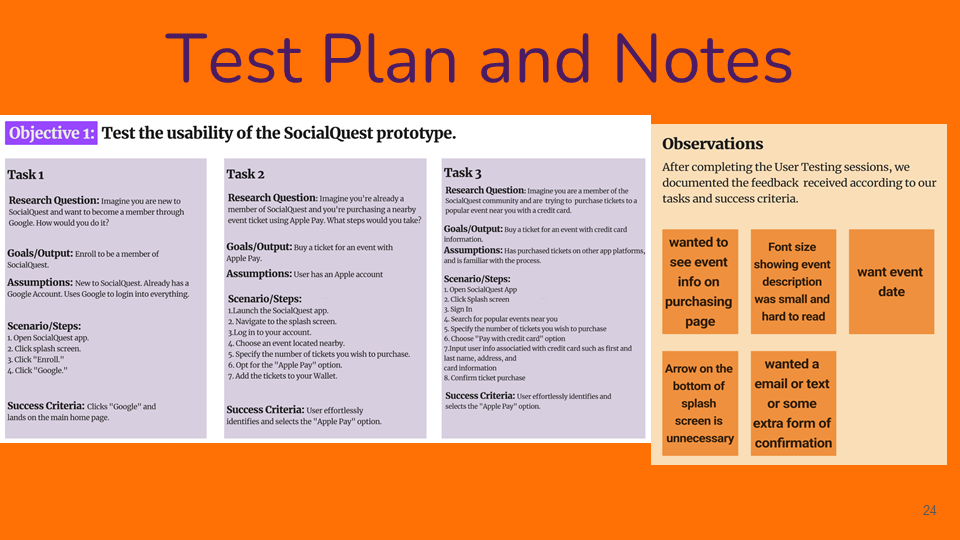 Test Plan and Notes
Objective 1: Test the usability of the SocialQuest prototype.
Task 1
Research Question: Imagine you are new to
SocialQuest and want to become a member through
Google. How would you do it?
Goals/Output: Enroll to be a member of
SocialQuest.
Assumptions: New to SocialQuest. Already has a
Google Account. Uses Google to login into everything.
Scenario/Steps:
1. Open SocialQuest app.
2. Click splash screen.
3. Click "Enroll."
4. Click "Google."
Success Criteria: Clicks "Google" and
lands on the main home page.
Task 2
Research Question: Imagine you're already a
member of SocialQuest and you're purchasing a nearby
event ticket using Apple Pay. What steps would you take?
Goals/Output: Buy a ticket for an event with
Apple Pay.
Assumptions: User has an Apple account
Scenario/Steps:
1.Launch the SocialQuest app.
2. Navigate to the splash screen.
3.Log in to your account.
4. Choose an event located nearby.
5. Specify the number of tickets you wish to purchase.
6. Opt for the "Apple Pay" option.
7. Add the tickets to your Wallet.
Success Criteria: User effortlessly
identifies and selects the "Apple Pay" option.
Task 3
Research Question: Imagine you are a member of the
SocialQuest community and are trying to purchase tickets to a
popular event near you with a credit card.
Goals/Output: Buy a ticket for an event with credit card
information.
Assumptions: Has purchased tickets on other app platforms,
and is familiar with the process.
Scenario/Steps:
1. Open SocialQuest App
2. Click Splash screen
3. Sign In
4. Search for popular events near you
5. Specify the number of tickets you wish to purchase
6. Choose "Pay with credit card" option
7.Input user info associatied with credit card such as first and
last name, address, and
card information
8. Confirm ticket purchase
Success Criteria: User effortlessly identifies and
selects the "Apple Pay" option.
Observations
After completing the User Testing sessions, we
documented the feedback received according to our
tasks and success criteria.
wanted to
see event
info on
purchasing
page
Font size
showing event
description
was small and
hard to read
want event
date
Arrow on the
bottom of
splash
screen is
unnecessary
wanted a
email or text
or some
extra form of
confirmation
24